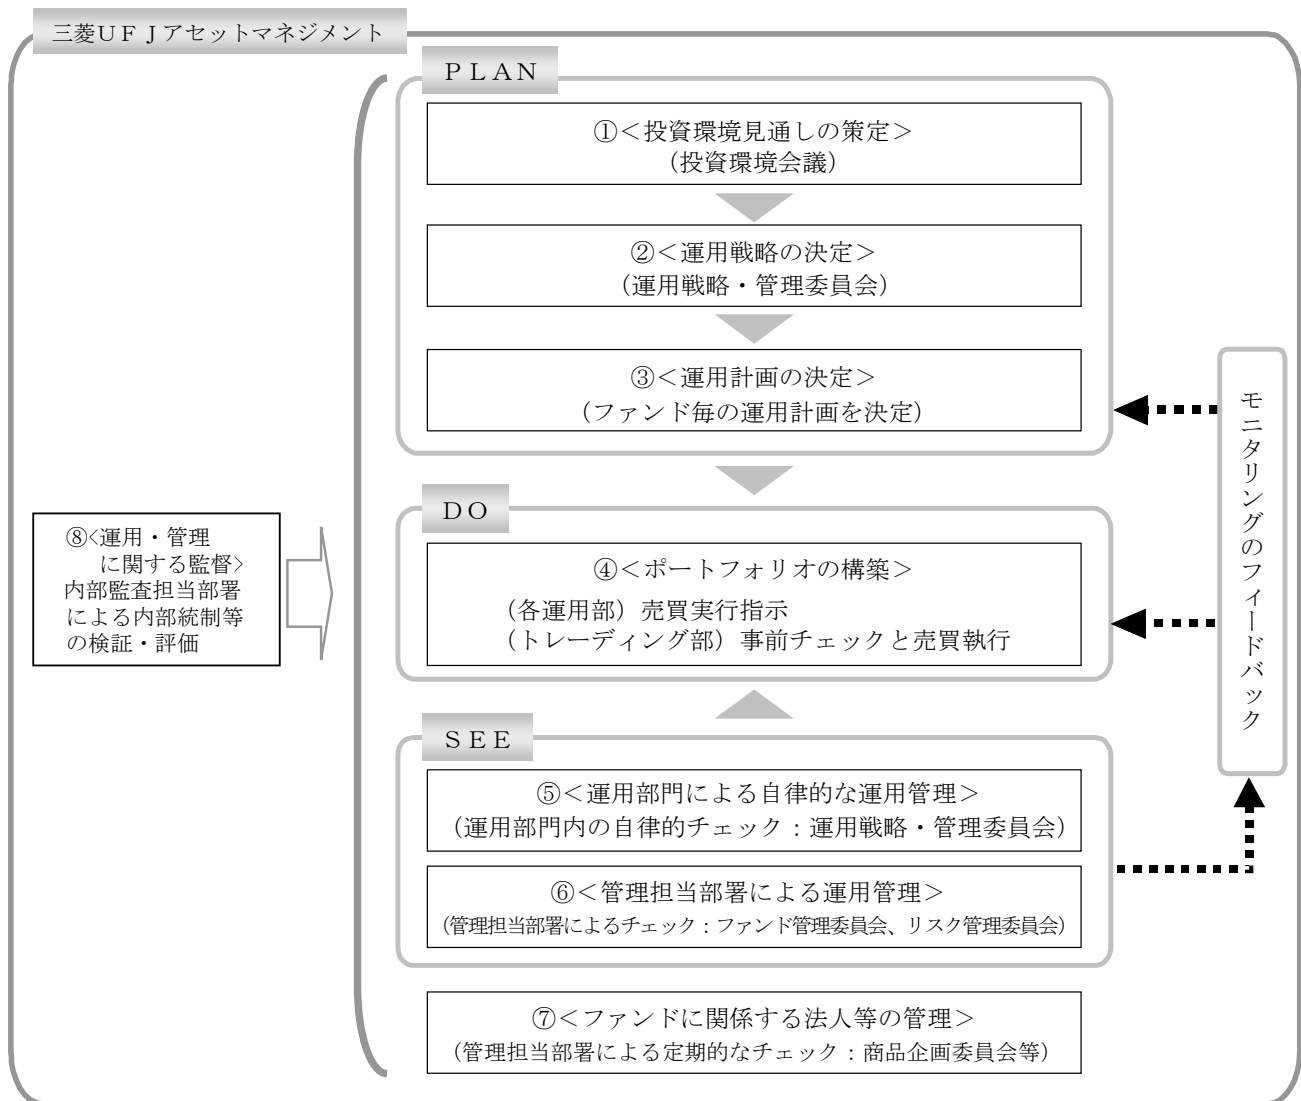 三菱ＵＦＪアセットマネジメント
ＰＬＡＮ
①＜投資環境見通しの策定＞
（投資環境会議）
②＜運用戦略の決定＞
（運用戦略・管理委員会）
③＜運用計画の決定＞
（ファンド毎の運用計画を決定）
ＤＯ
④＜ポートフォリオの構築＞
（各運用部）売買実行指示
（トレーディング部）事前チェックと売買執行
ＳＥＥ
⑤＜運用部門による自律的な運用管理＞
（運用部門内の自律的チェック：運用戦略・管理委員会）
⑥＜管理担当部署による運用管理＞
（管理担当部署によるチェック：ファンド管理委員会、リスク管理委員会）
⑦＜ファンドに関係する法人等の管理＞
（管理担当部署による定期的なチェック：商品企画委員会等）
⑧<運用・管理
に関する監督>
内部監査担当部署
による内部統制等
の検証・評価
モニタリングのフィードバック